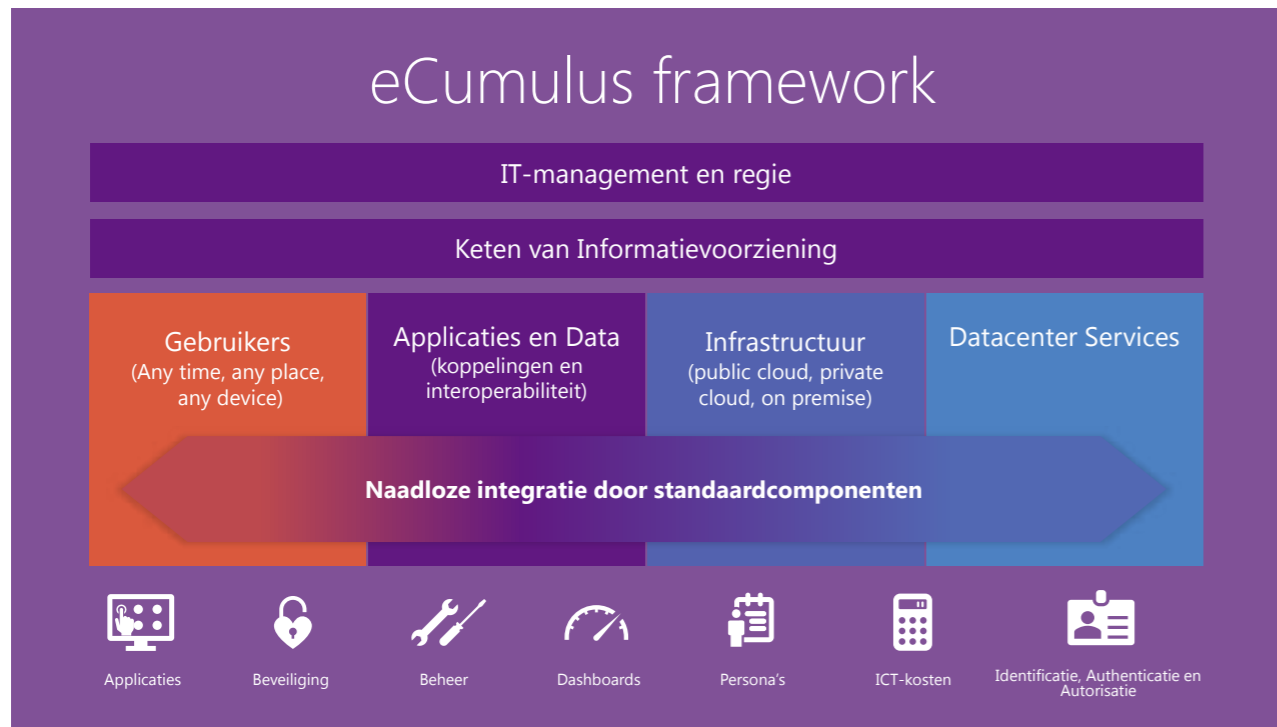 eCumulus framework
IT-management en regie
Keten van Informatievoorziening
Gebruikers
(Any time, any place,
any device)
Applicaties en Data
(koppelingen en
interoperabiliteit)
Infrastructuur
(public cloud, private
cloud, on premise)
Datacenter Services
Naadloze integratie door standaardcomponenten
Applicaties
Beveiliging
Beheer
Dashboards
Persona's
ICT-kosten
Identificatie, Authenticatie en
Autorisatie